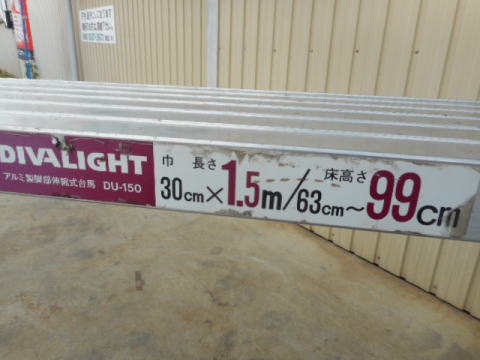 DIVALIGHT
アルミ製脚部伸縮式台馬 DU-150
巾 長さ 床高さ
30cm×1.5m/63cm~99cm